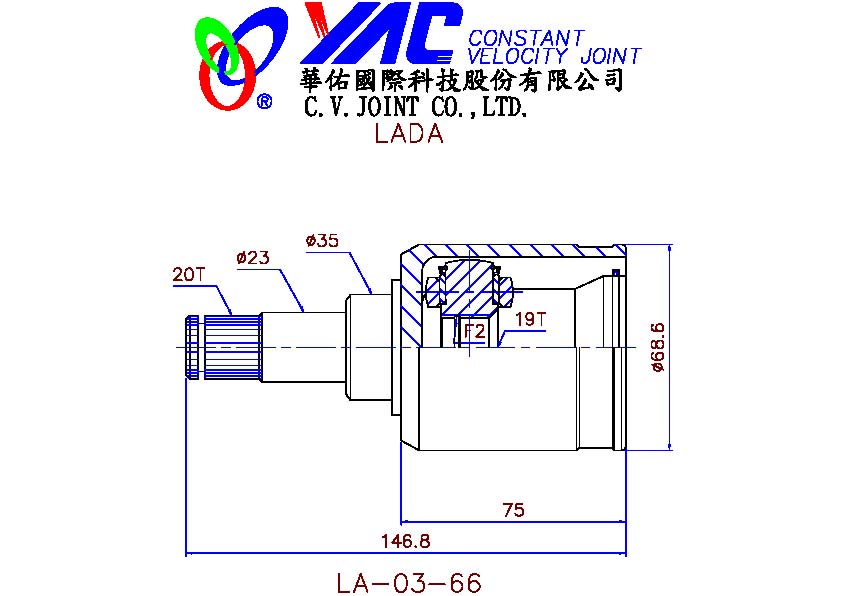 YAC CONSTANT
VELOCITY JOINT
®
華佑國際科技股份有限公司
C.V.JOINT CO.,LTD.
LADA
ø35
ø23
20T
19T
F2
ø68.6
75
146.8
LA-03-66